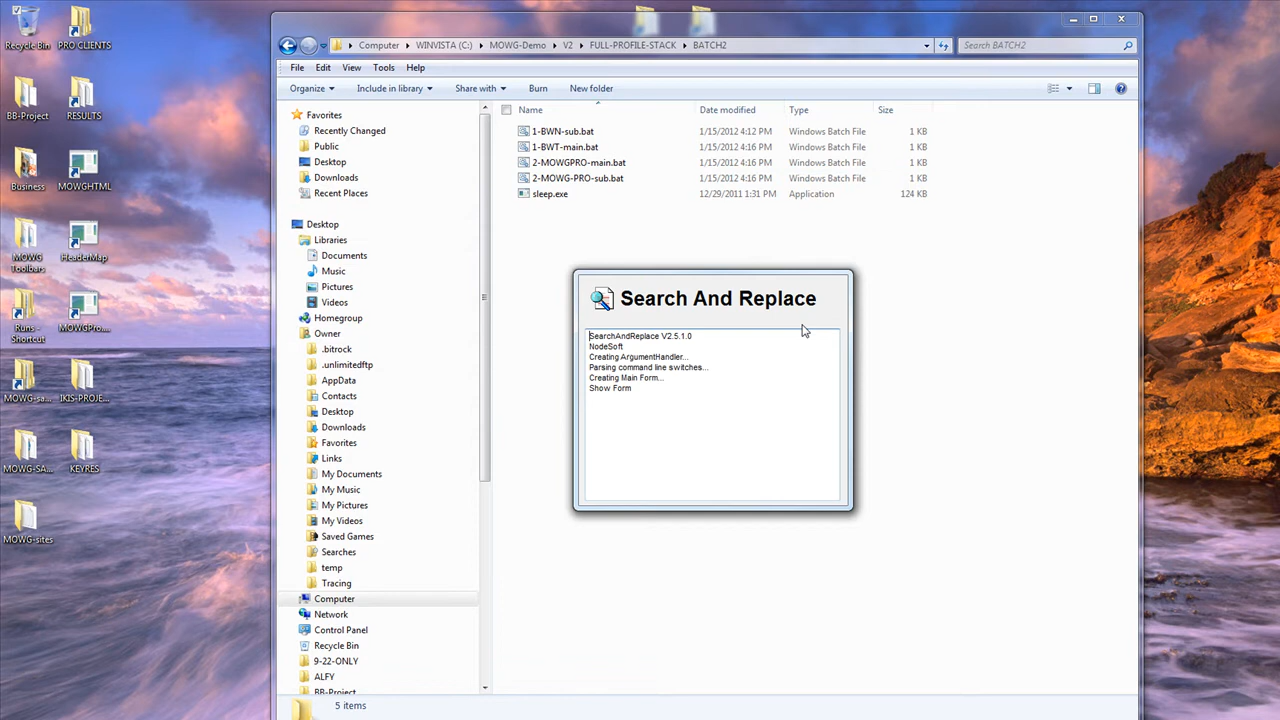 Recycle Bin
PRO CLIENTS
BB-Project
RESULTS
Business
MOWGHTML
MOWG
Toolbars
HeaderMap
Runs -
Shortcut
MOWGPro....
MOWG-sa...
IKIS-PROJE...
MOWG-SA...
KEYRES
MOWG-sites
Computer
WINVISTA (C:)
MOWG-Demo
V2
FULL-PROFILE-STACK
BATCH2
Search BATCH2
File Edit View Tools Help
Organize Include in library Share with Burn New folder
Favorites
Recently Changed
Public
Desktop
Downloads
Recent Places
Desktop
Libraries
Documents
Music
Pictures
Videos
Homegroup
Owner
.bitrock
.unlimitedftp
AppData
Contacts
Desktop
Downloads
Favorites
Links
My Documents
My Music
My Pictures
My Videos
Saved Games
Searches
temp
Tracing
Computer
Network
Control Panel
Recycle Bin
9-22-ONLY
ALFY
BB-Project
Name Date modified Type Size
1-BWN-sub.bat 1/15/2012 4:12 PM Windows Batch File 1 KB
1-BWT-main.bat 1/15/2012 4:16 PM Windows Batch File 1 KB
2-MOWGPRO-main.bat 1/15/2012 4:16 PM Windows Batch File 1 KB
2-MOWG-PRO-sub.bat 1/15/2012 4:16 PM Windows Batch File 1 KB
sleep.exe 12/29/2011 1:31 PM Application 124 KB
Search And Replace
SearchAndReplace V2.5.1.0
NodeSoft
Creating ArgumentHandler...
Parsing command line switches...
Creating Main Form...
Show Form
5 items